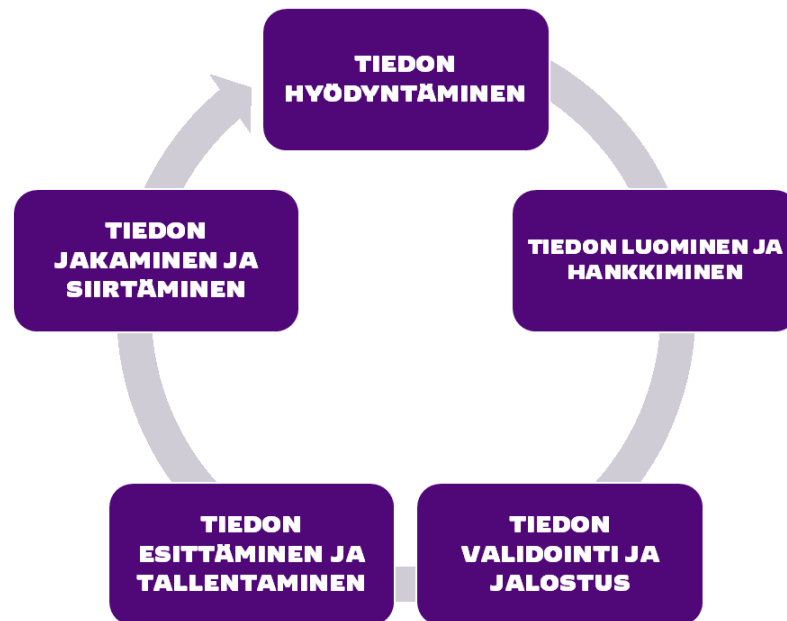 TIEDON
HYÖDYNTÄMINEN
TIEDON LUOMINEN JA
HANKKIMINEN
TIEDON
VALIDOINTI JA
JALOSTUS
TIEDON
ESITTÄMINEN JA
TALLENTAMINEN
TIEDON
JAKAMINEN JA
SIIRTÄMINEN